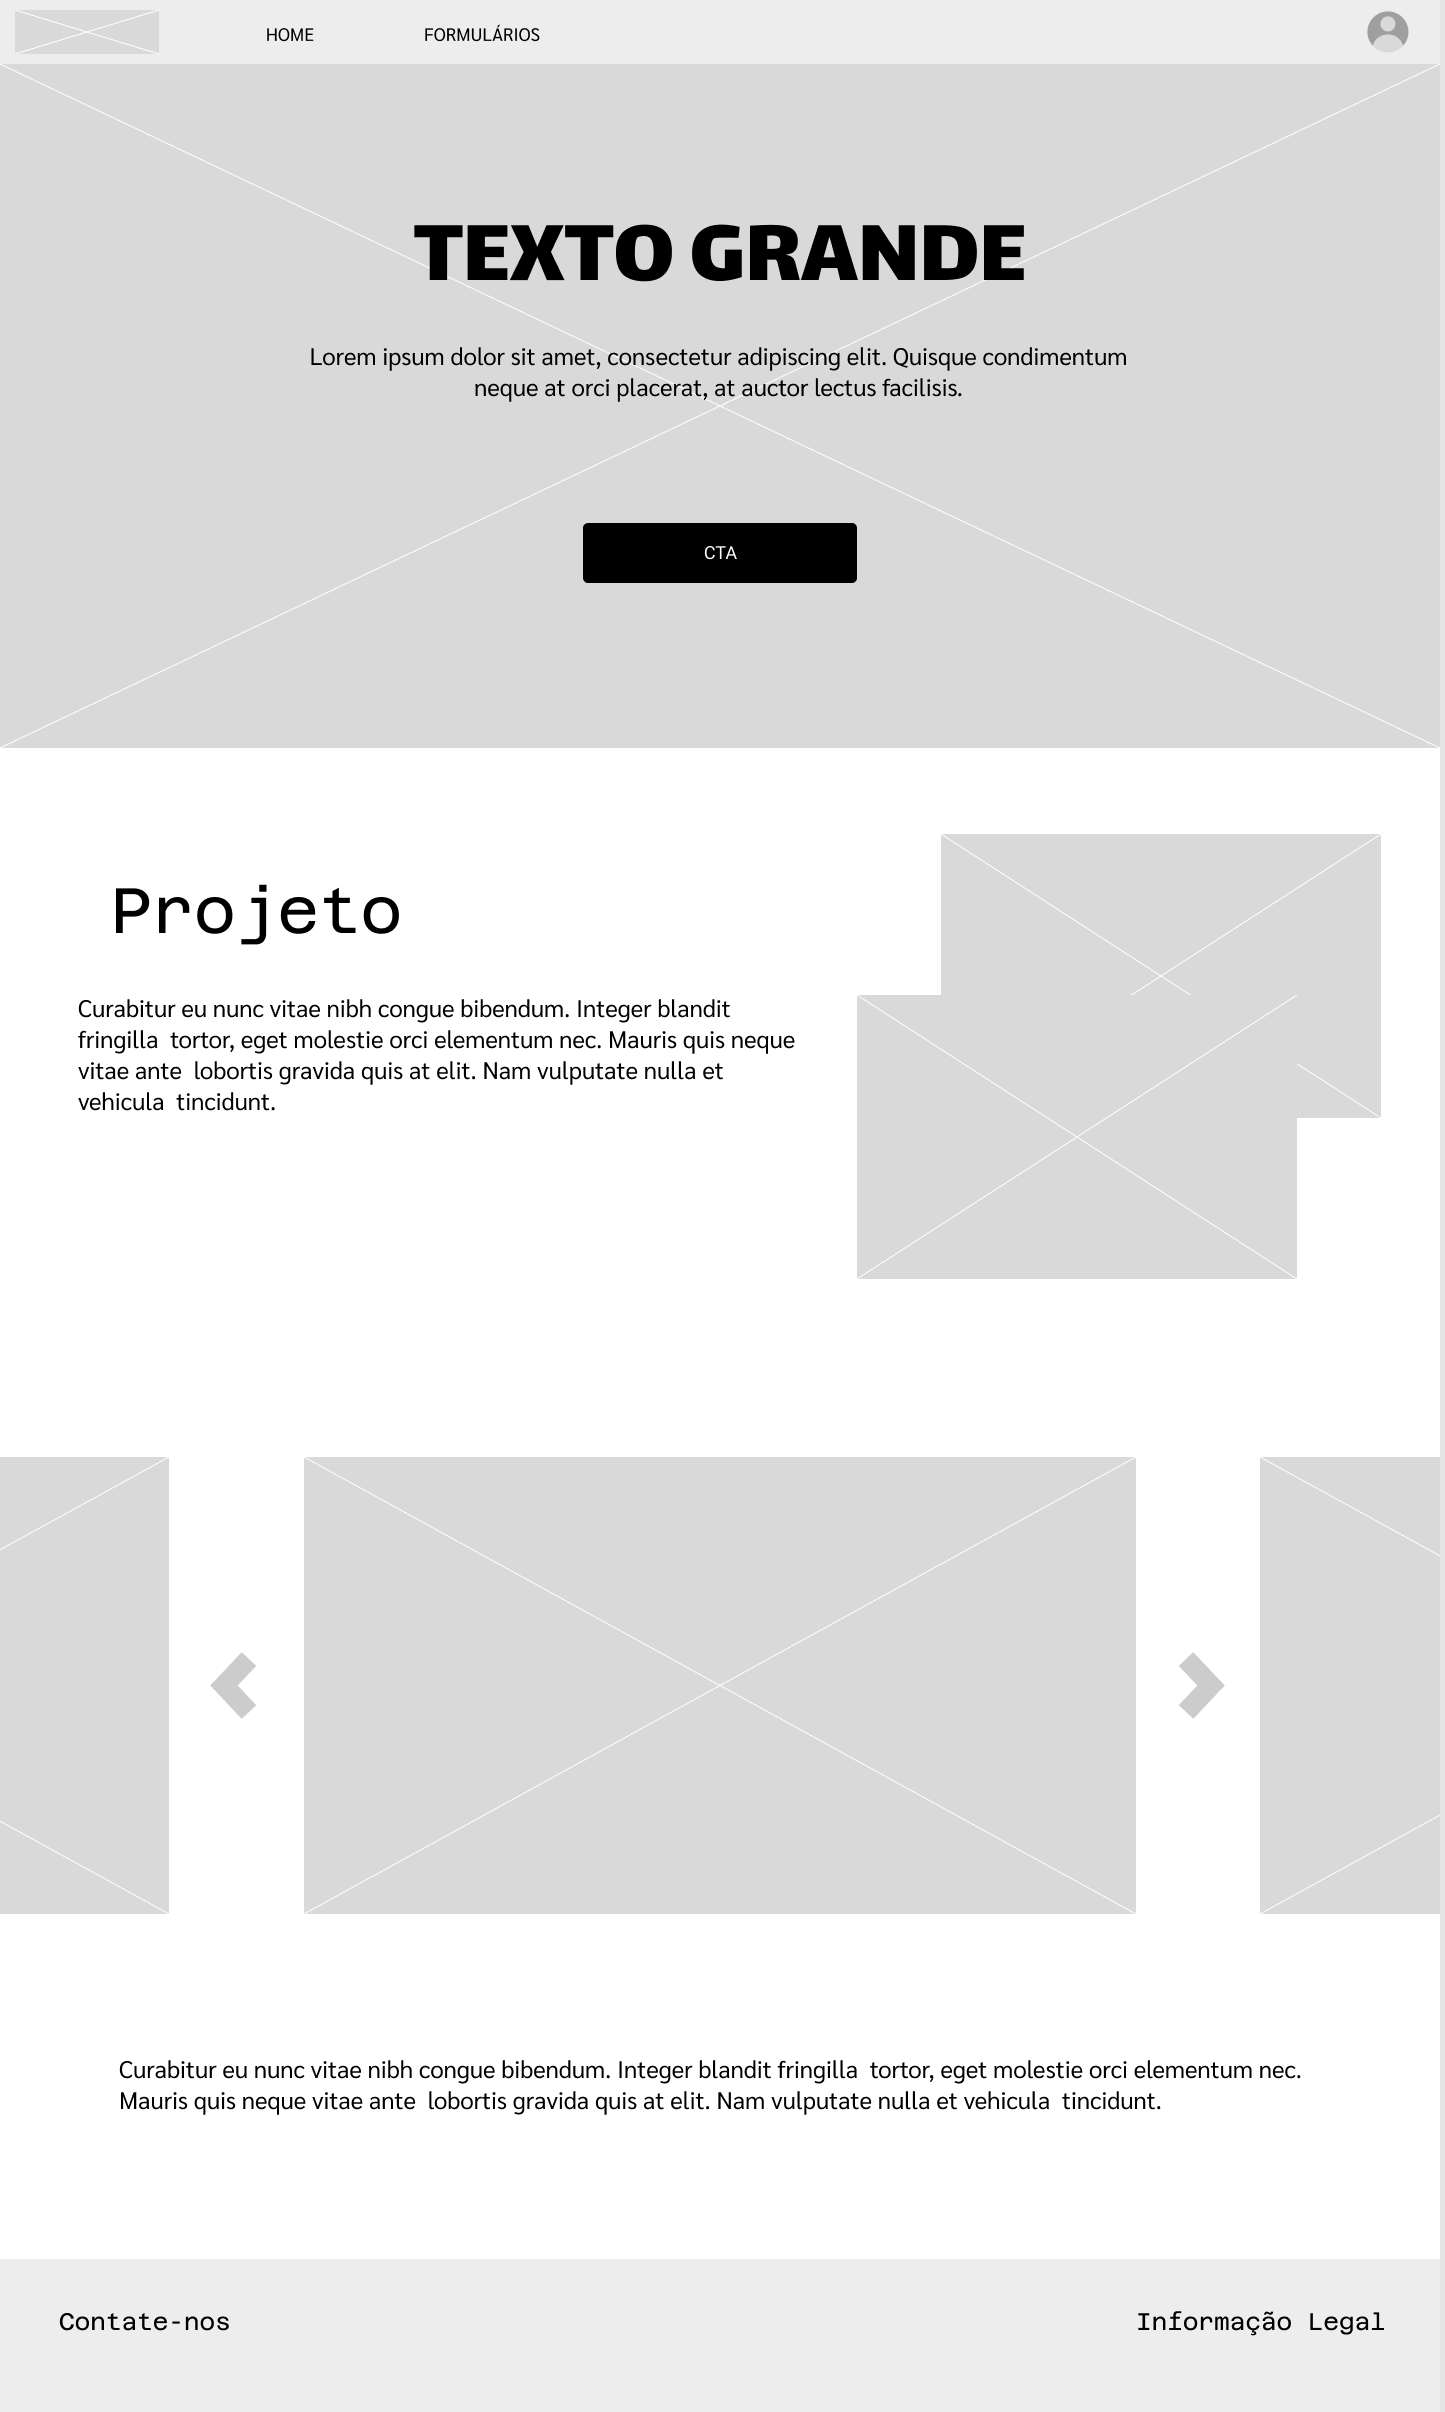 HOME
FORMULÁRIOS
TEXTO GRANDE
Lorem ipsum dolor sit amet, consectetur adipiscing elit. Quisque condimentum
neque at orci placerat, at auctor lectus facilisis.
CTA
Projeto
Curabitur eu nunc vitae nibh congue bibendum. Integer blandit
fringilla  tortor, eget molestie orci elementum nec. Mauris quis neque
vitae ante  lobortis gravida quis at elit. Nam vulputate nulla et
vehicula  tincidunt.
Curabitur eu nunc vitae nibh congue bibendum. Integer blandit fringilla  tortor, eget molestie orci elementum nec.
Mauris quis neque vitae ante  lobortis gravida quis at elit. Nam vulputate nulla et vehicula  tincidunt.
Contate-nos
Informação Legal